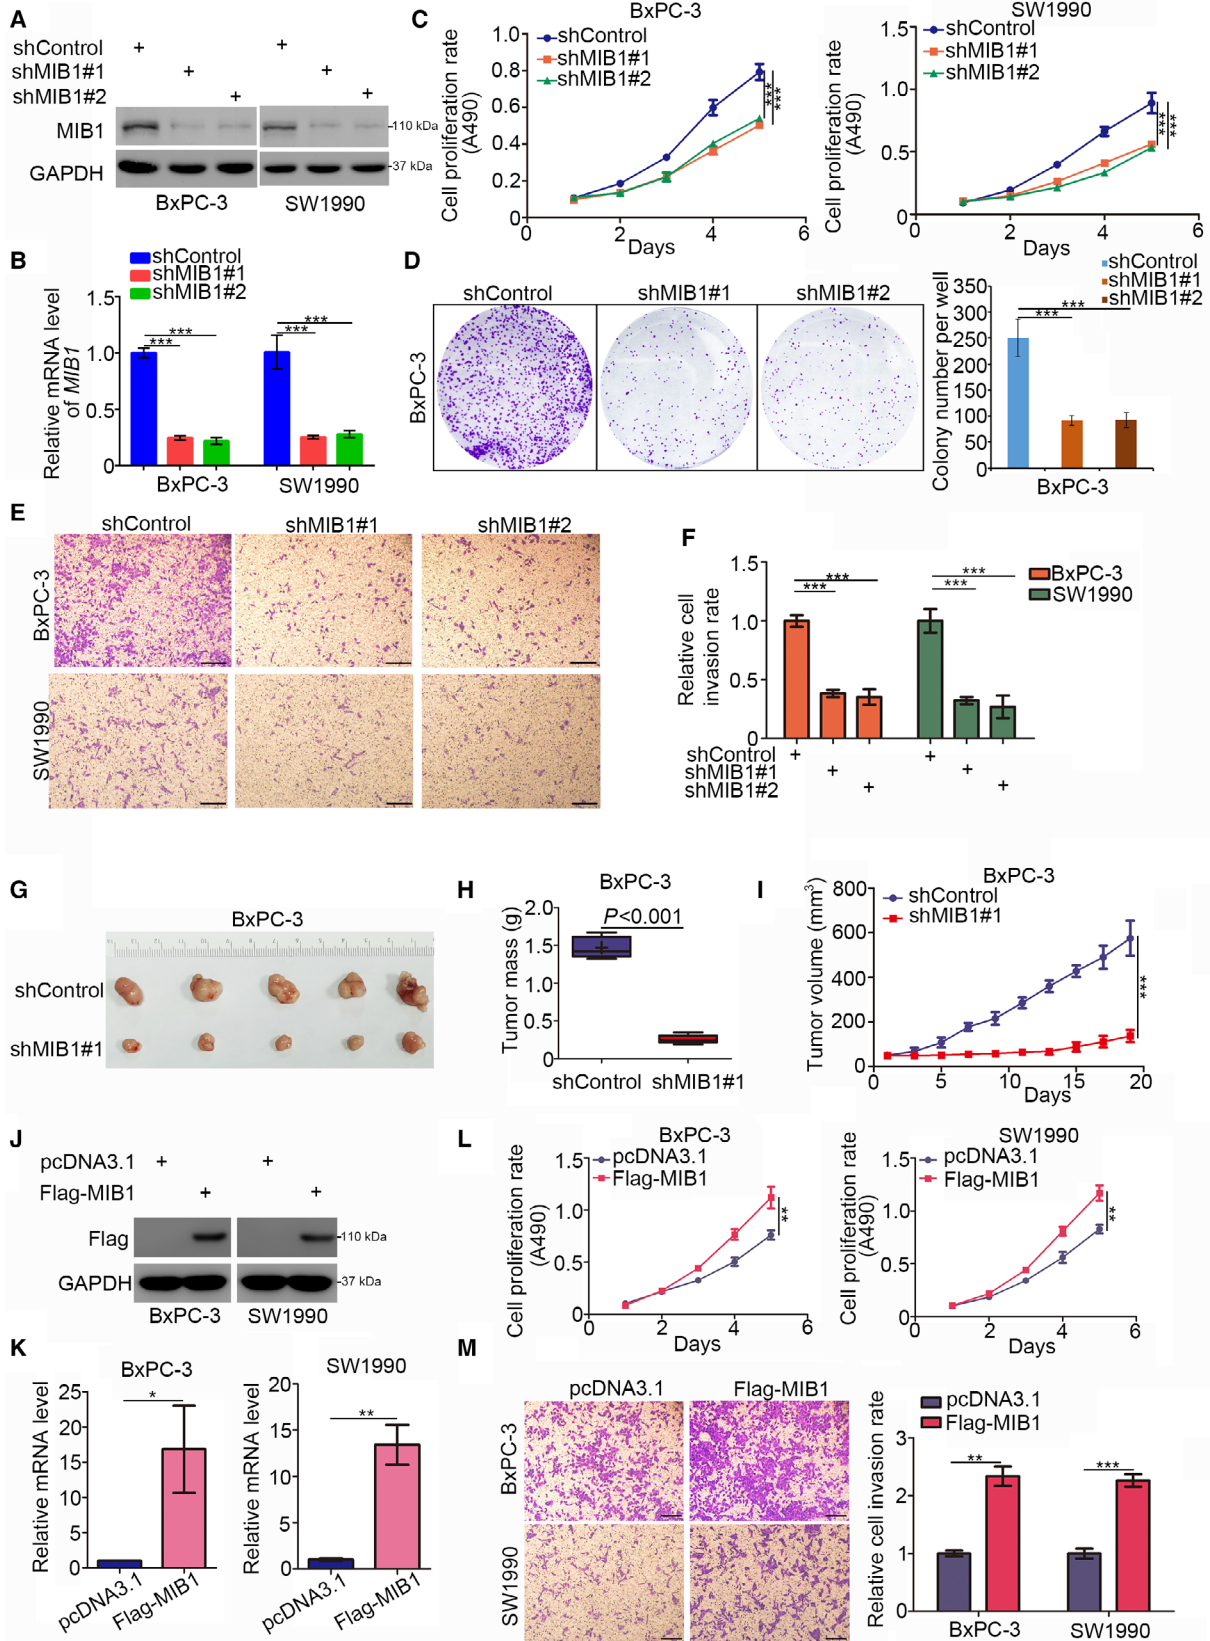 A
shControl +
+
shMIB1#1 + +
shMIB1#2 + +
MIB1
-110 kDa
GAPDH
-37 kDa
BxPC-3
SW1990
B
shControl
shMIB1#1
shMIB1#2
Relative mRNA level
of MIB1
1.5
1.0
0.5
0
***
***
***
***
BxPC-3
SW1990
C
BxPC-3
shControl
shMIB1#1
shMIB1#2
Cell proliferation rate
(A490)
1.0
0.8
0.6
0.4
0.2
0
0 2 4 6
Days
***
***
SW1990
shControl
shMIB1#1
shMIB1#2
Cell proliferation rate
(A490)
1.5
1.0
0.5
0
0 2 4 6
Days
***
***
D
shControl
shMIB1#1
shMIB1#2
BxPC-3
shControl
shMIB1#1
shMIB1#2
Colony number per well
350
300
250
200
150
100
50
0
***
***
BxPC-3
E
shControl
shMIB1#1
shMIB1#2
BxPC-3
SW1990
F
BxPC-3
SW1990
Relative cell
invasion rate
1.5
1.0
0.5
0
***
***
***
***
shControl + +
shMIB1#1 + +
shMIB1#2 + +
G
BxPC-3
shControl
shMIB1#1
H
BxPC-3
P<0.001
Tumor mass (g)
2.0
1.5
1.0
0.5
0
shControl shMIB1#1
I
BxPC-3
shControl
shMIB1#1
Tumor volume (mm³)
800
600
400
200
0
0 5 10 15 20
Days
***
J
pcDNA3.1 + +
Flag-MIB1 + +
Flag
-110 kDa
GAPDH
-37 kDa
BxPC-3
SW1990
K
BxPC-3
Relative mRNA level
25
20
15
10
5
0
*
pcDNA3.1
Flag-MIB1
SW1990
Relative mRNA level
20
15
10
5
0
**
pcDNA3.1
Flag-MIB1
L
BxPC-3
pcDNA3.1
Flag-MIB1
Cell proliferation rate
(A490)
1.5
1.0
0.5
0
0 2 4 6
Days
**
SW1990
pcDNA3.1
Flag-MIB1
Cell proliferation rate
(A490)
1.5
1.0
0.5
0
0 2 4 6
Days
**
M
pcDNA3.1
Flag-MIB1
BxPC-3
SW1990
pcDNA3.1
Flag-MIB1
Relative cell invasion rate
3
2
1
0
**
***
BxPC-3
SW1990